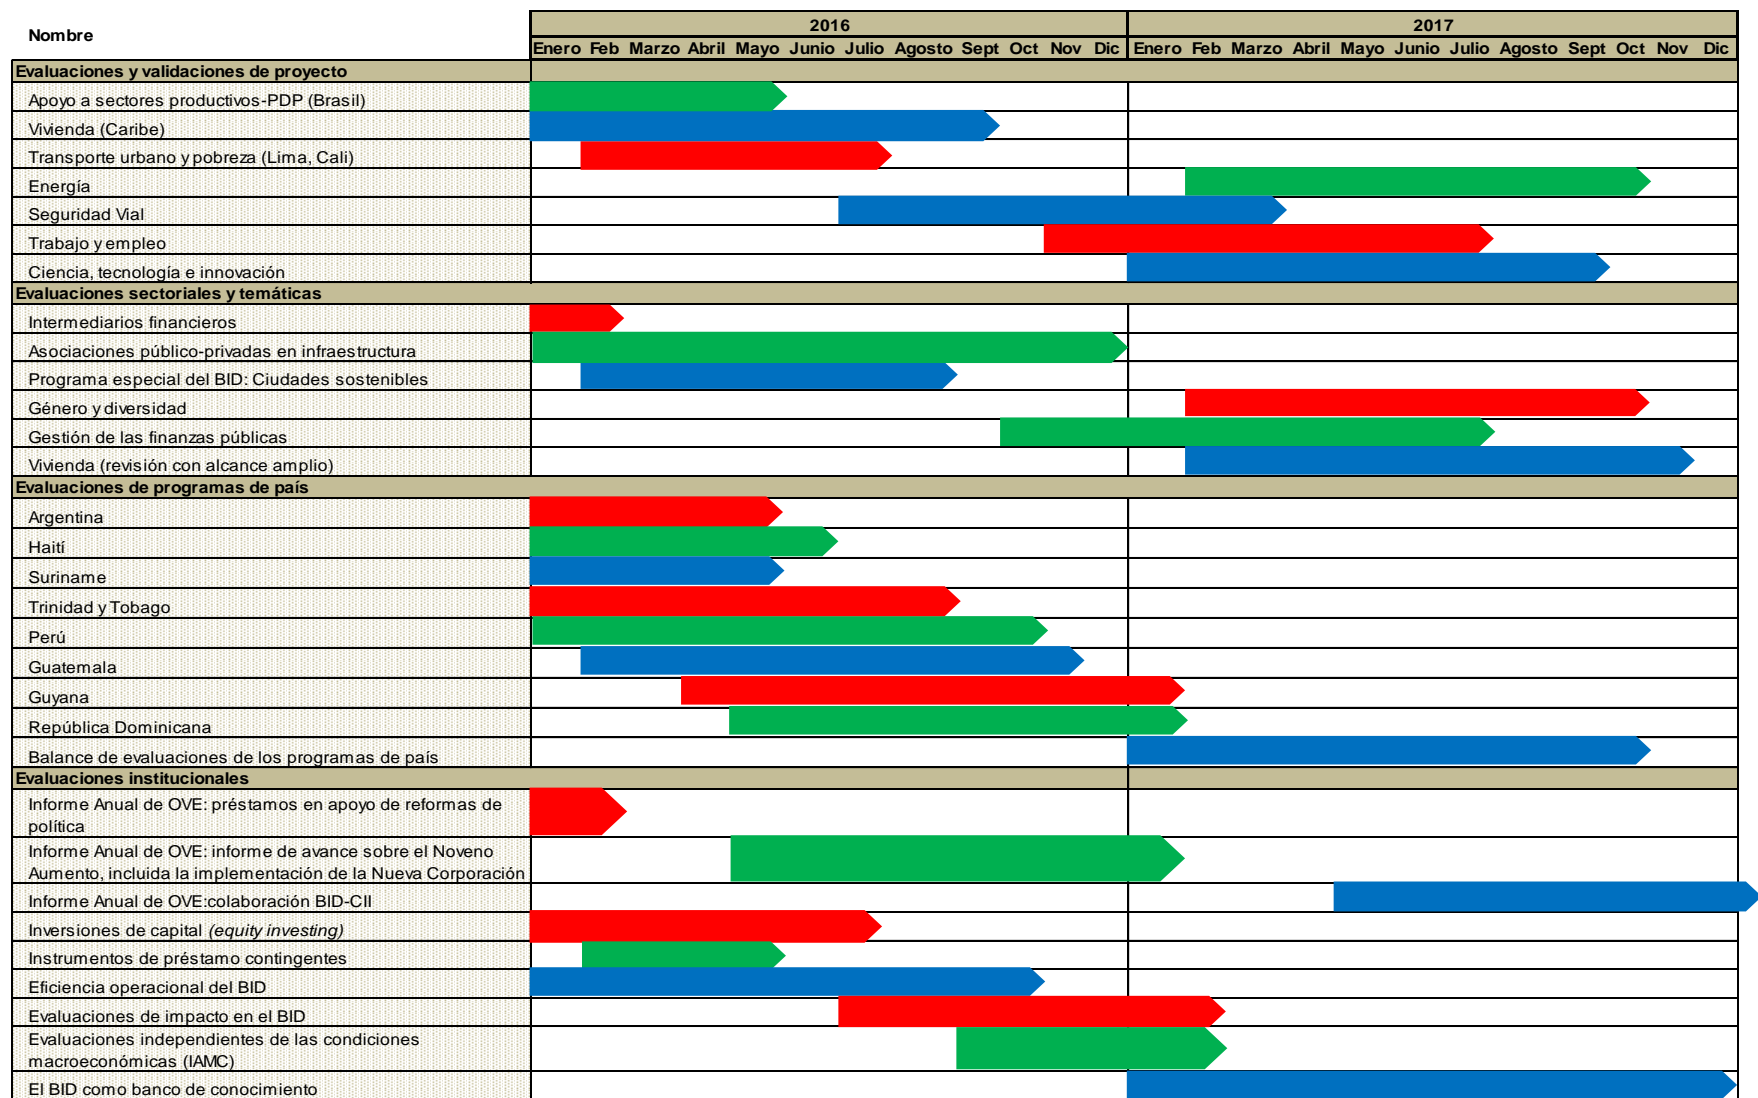 Nombre
2016
2017
Enero Feb Marzo Abril Mayo Junio Julio Agosto Sept Oct Nov Dic
Enero Feb Marzo Abril Mayo Junio Julio Agosto Sept Oct Nov Dic
Evaluaciones y validaciones de proyecto
Apoyo a sectores productivos-PDP (Brasil)
Vivienda (Caribe)
Transporte urbano y pobreza (Lima, Cali)
Energía
Seguridad Vial
Trabajo y empleo
Ciencia, tecnología e innovación
Evaluaciones sectoriales y temáticas
Intermediarios financieros
Asociaciones público-privadas en infraestructura
Programa especial del BID: Ciudades sostenibles
Género y diversidad
Gestión de las finanzas públicas
Vivienda (revisión con alcance amplio)
Evaluaciones de programas de país
Argentina
Haití
Suriname
Trinidad y Tobago
Perú
Guatemala
Guyana
República Dominicana
Balance de evaluaciones de los programas de país
Evaluaciones institucionales
Informe Anual de OVE: préstamos en apoyo de reformas de
política
Informe Anual de OVE: informe de avance sobre el Noveno
Aumento, incluida la implementación de la Nueva Corporación
Informe Anual de OVE:colaboración BID-CII
Inversiones de capital (equity investing)
Instrumentos de préstamo contingentes
Eficiencia operacional del BID
Evaluaciones de impacto en el BID
Evaluaciones independientes de las condiciones
macroeconómicas (IAMC)
El BID como banco de conocimiento